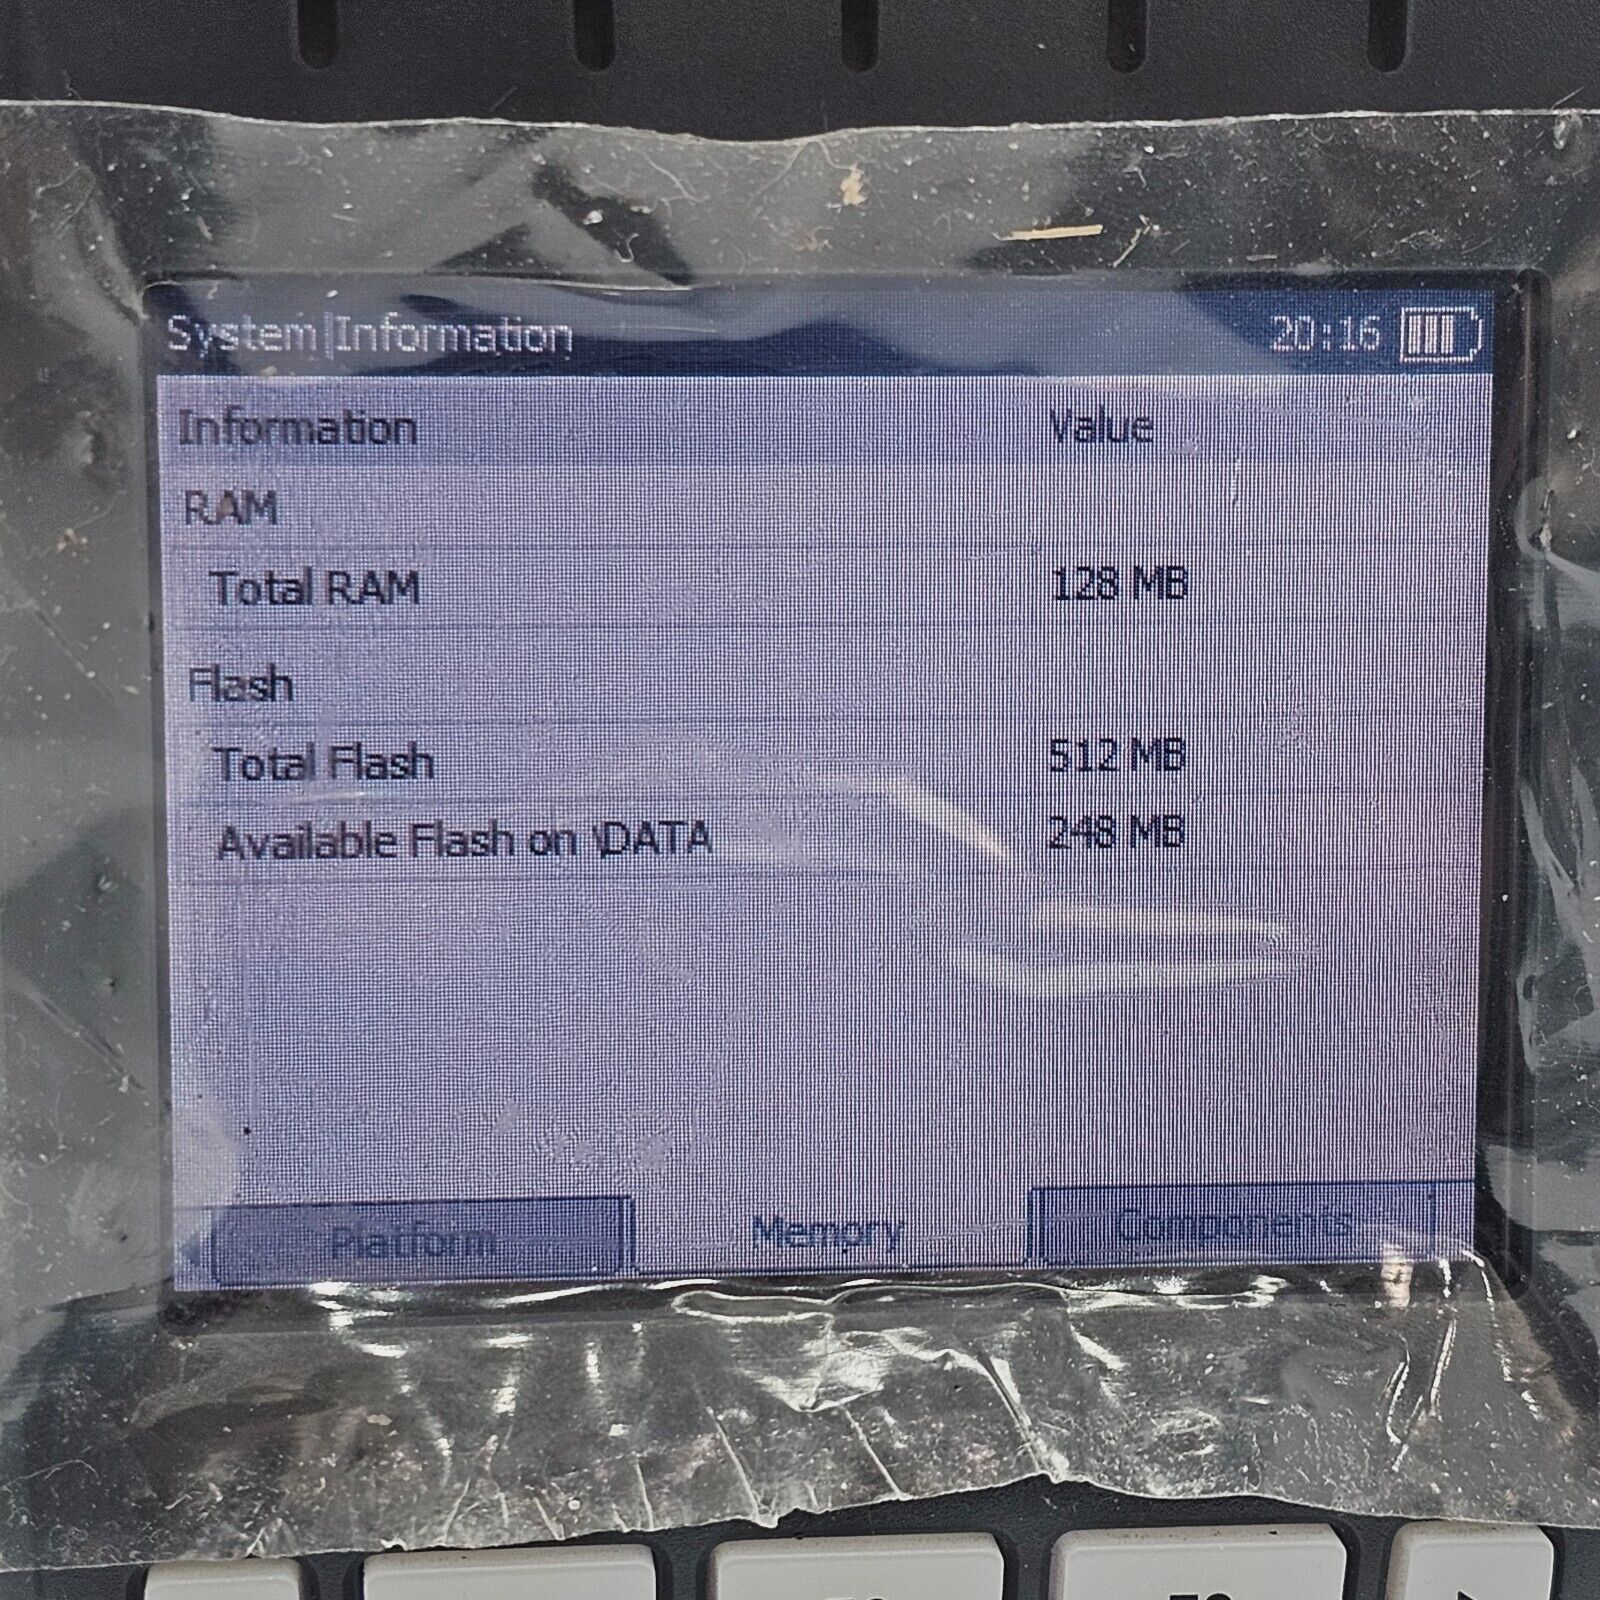 System|Information 20:16
Information Value
RAM
Total RAM 128 MB
Flash
Total Flash 512 MB
Available Flash on \DATA 248 MB
Platform Memory Components